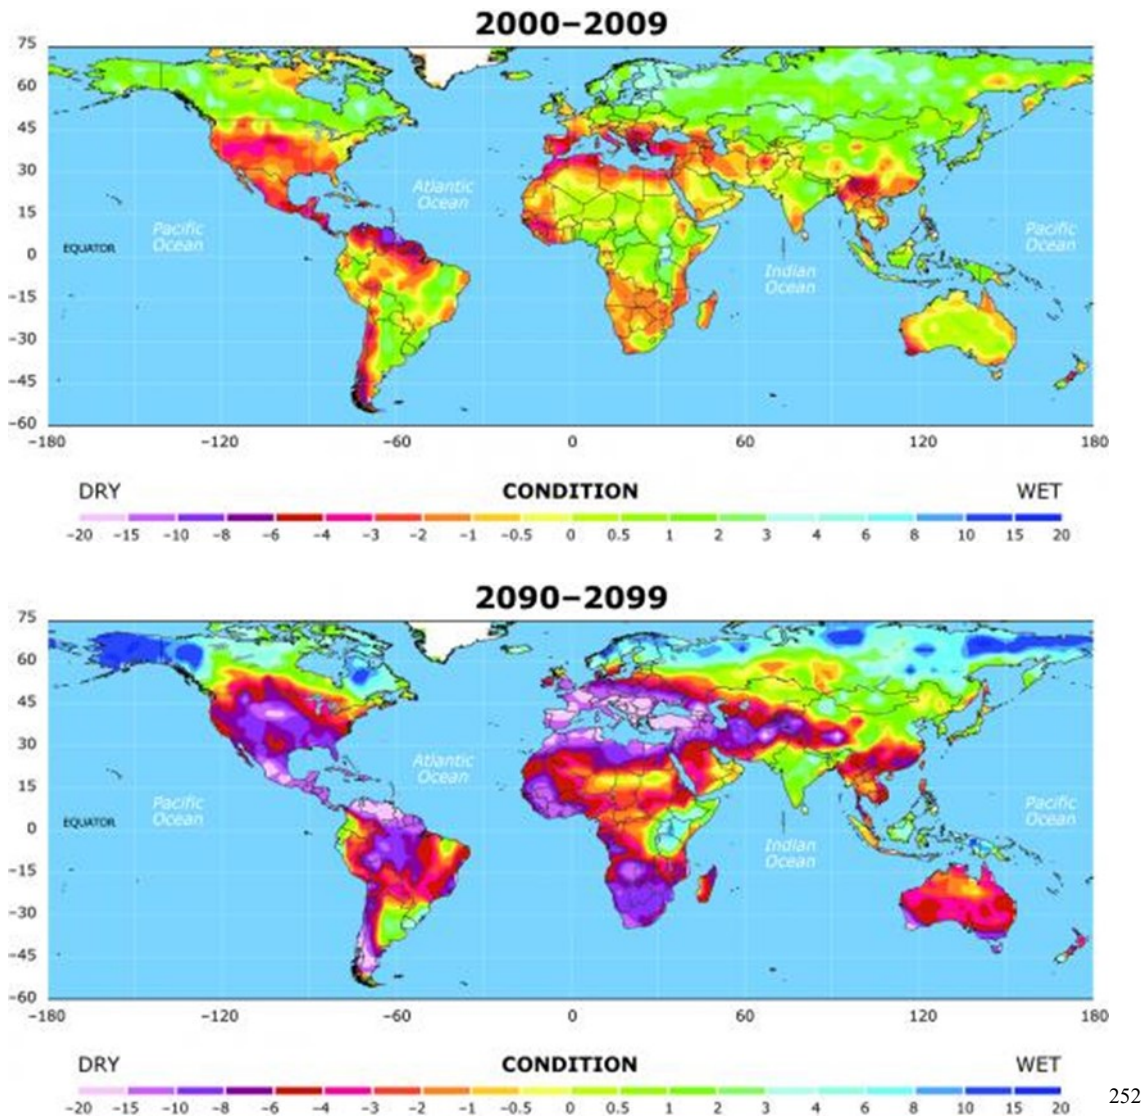 2000–2009
75
60
45
30
15
0
−15
−30
−45
−60
Atlantic
Ocean
Pacific
Ocean
EQUATOR
Indian
Ocean
Pacific
Ocean
−180 −120 −60 0 60 120 180
DRY CONDITION WET
−20 −15 −10 −8 −6 −4 −3 −2 −1 −0.5 0 0.5 1 2 3 4 6 8 10 15 20
2090–2099
75
60
45
30
15
0
−15
−30
−45
−60
Atlantic
Ocean
Pacific
Ocean
EQUATOR
Indian
Ocean
Pacific
Ocean
−180 −120 −60 0 60 120 180
DRY CONDITION WET
−20 −15 −10 −8 −6 −4 −3 −2 −1 −0.5 0 0.5 1 2 3 4 6 8 10 15 20
252